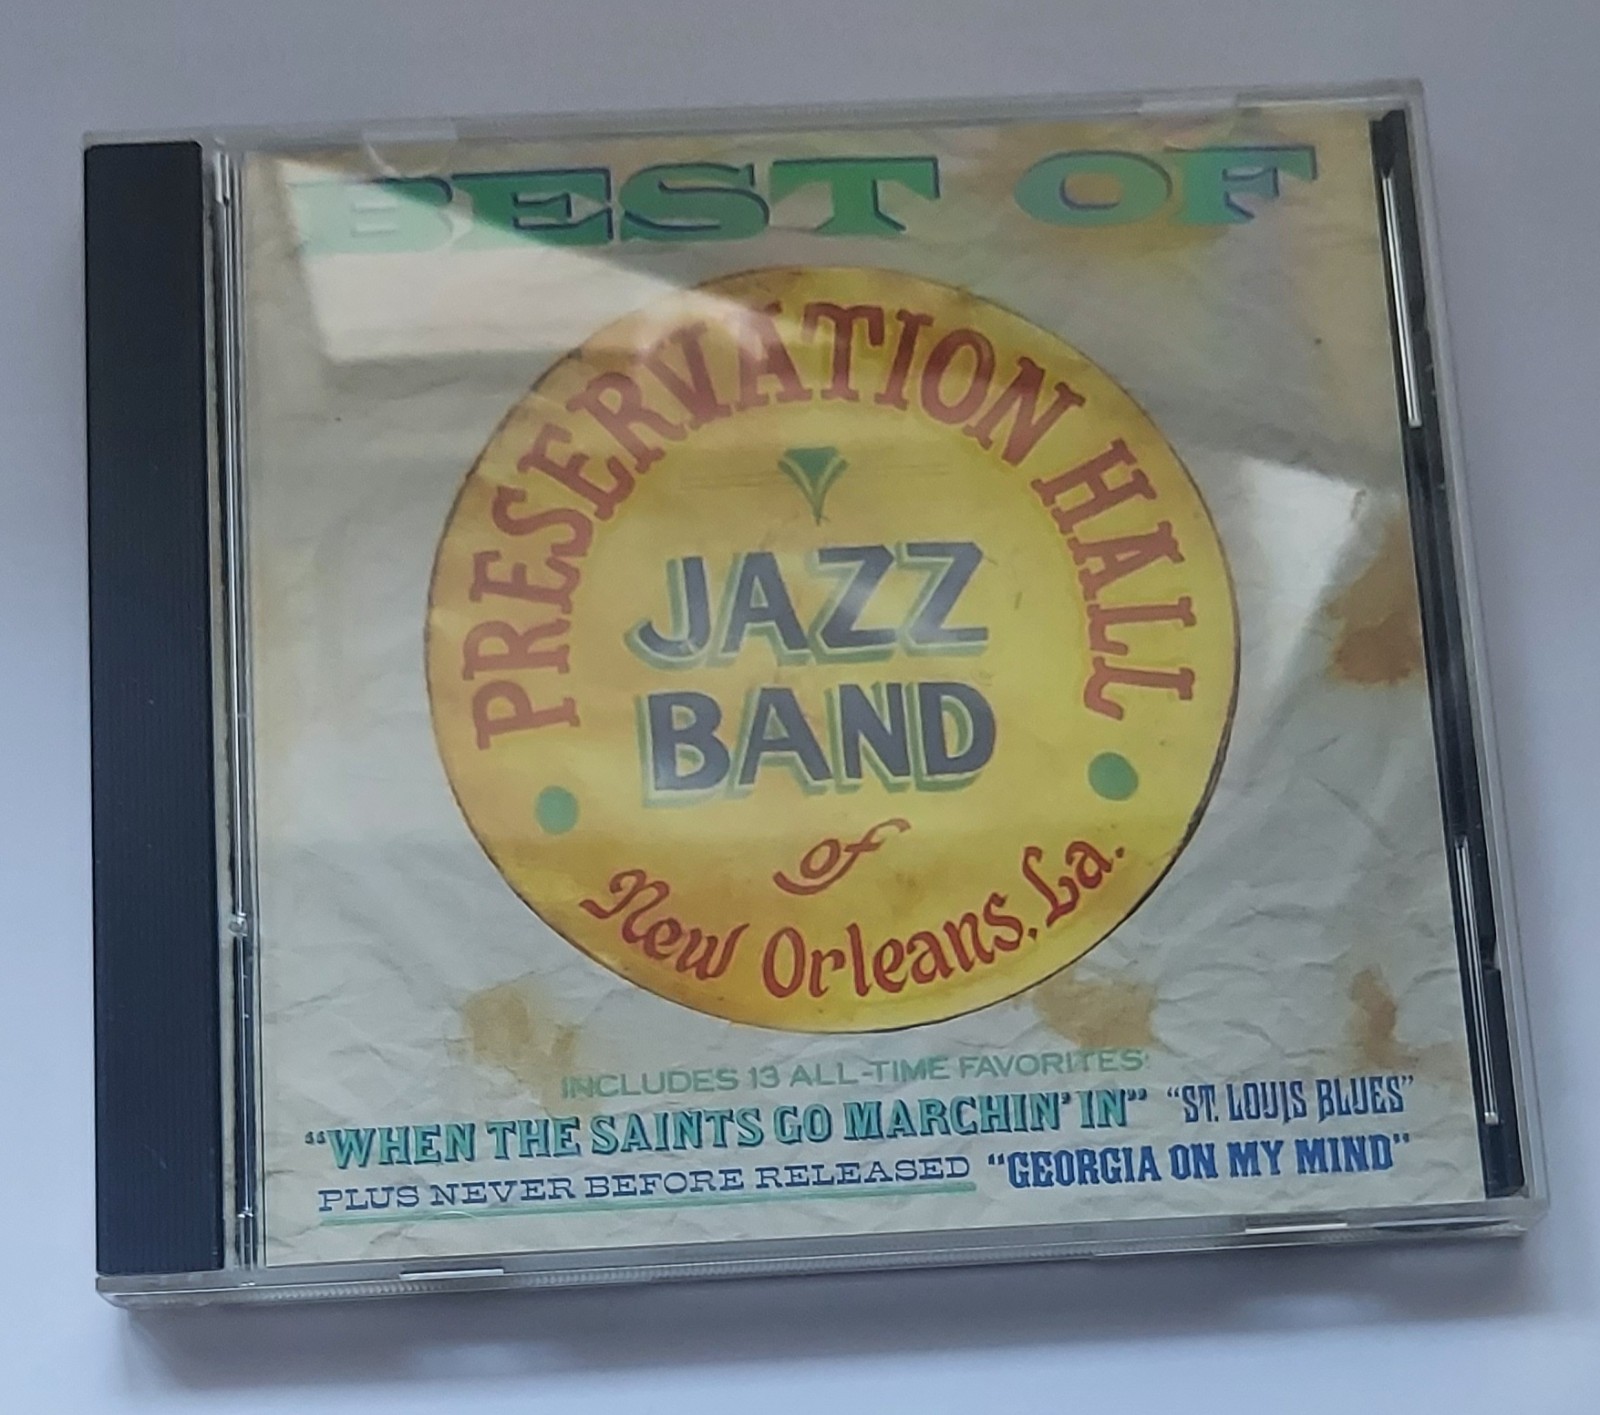 BEST OF
PRESERVATION HALL
JAZZ
BAND
of
New Orleans, La.
INCLUDES 13 ALL-TIME FAVORITES:
"WHEN THE SAINTS GO MARCHIN' IN" "ST. LOUIS BLUES"
PLUS NEVER BEFORE RELEASED "GEORGIA ON MY MIND"